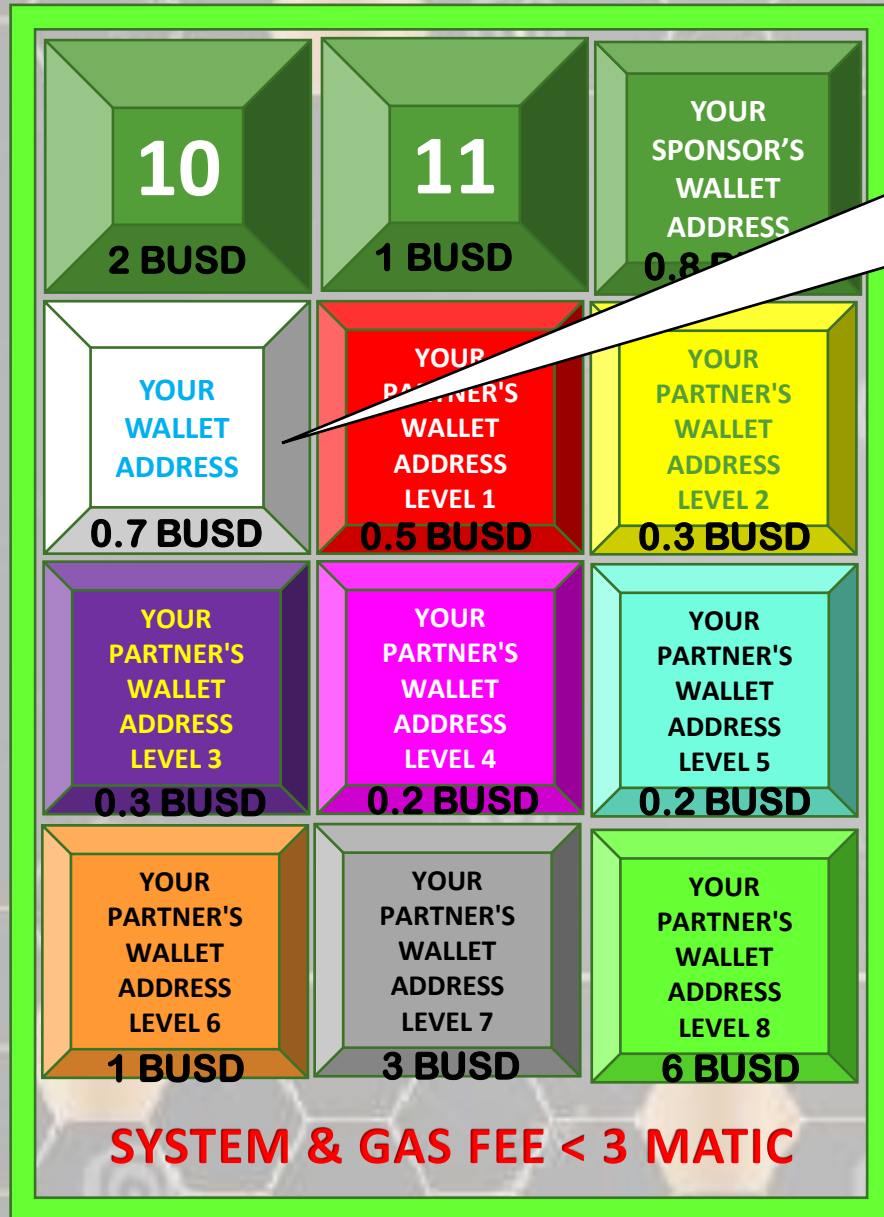 10
2 BUSD
11
1 BUSD
YOUR
SPONSOR'S
WALLET
ADDRESS
0.8
YOUR
WALLET
ADDRESS
0.7 BUSD
YOUR
PARTNER'S
WALLET
ADDRESS
LEVEL 1
0.5 BUSD
YOUR
PARTNER'S
WALLET
ADDRESS
LEVEL 2
0.3 BUSD
YOUR
PARTNER'S
WALLET
ADDRESS
LEVEL 3
0.3 BUSD
YOUR
PARTNER'S
WALLET
ADDRESS
LEVEL 4
0.2 BUSD
YOUR
PARTNER'S
WALLET
ADDRESS
LEVEL 5
0.2 BUSD
YOUR
PARTNER'S
WALLET
ADDRESS
LEVEL 6
1 BUSD
YOUR
PARTNER'S
WALLET
ADDRESS
LEVEL 7
3 BUSD
YOUR
PARTNER'S
WALLET
ADDRESS
LEVEL 8
6 BUSD
SYSTEM & GAS FEE < 3 MATIC